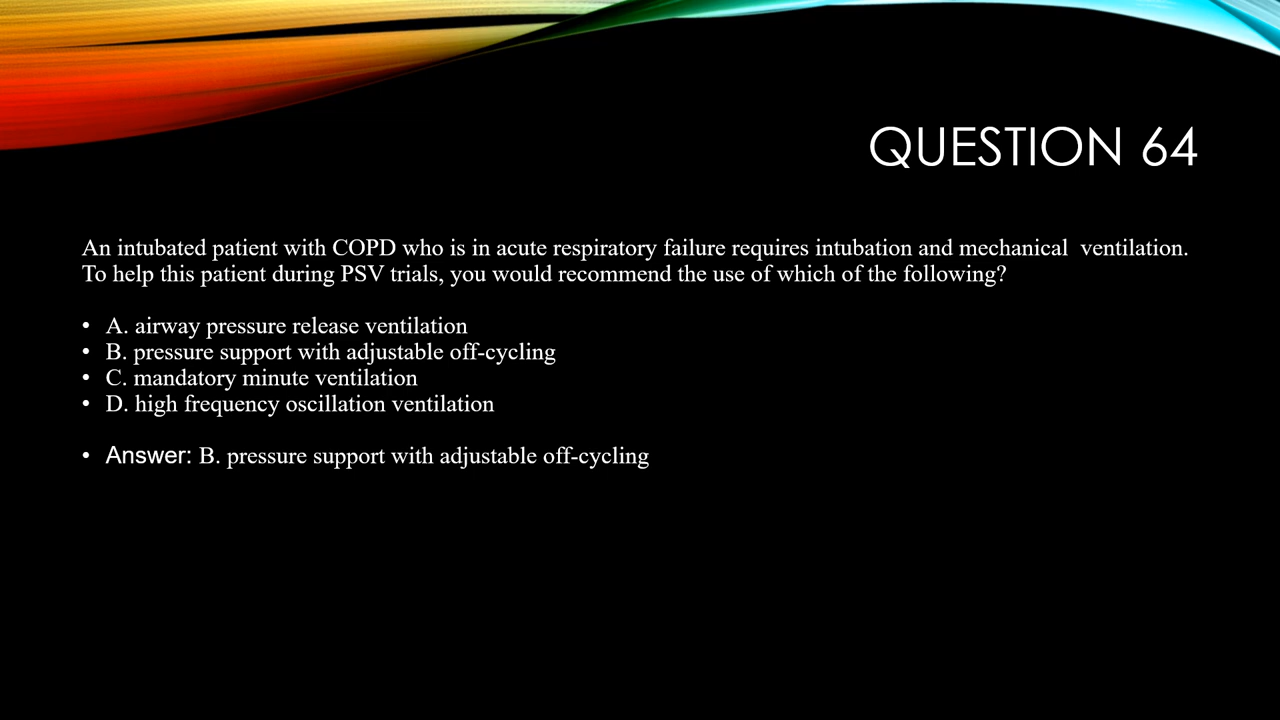 QUESTION 64
An intubated patient with COPD who is in acute respiratory failure requires intubation and mechanical  ventilation.
To help this patient during PSV trials, you would recommend the use of which of the following?
• A. airway pressure release ventilation
• B. pressure support with adjustable off-cycling
• C. mandatory minute ventilation
• D. high frequency oscillation ventilation
• Answer: B. pressure support with adjustable off-cycling